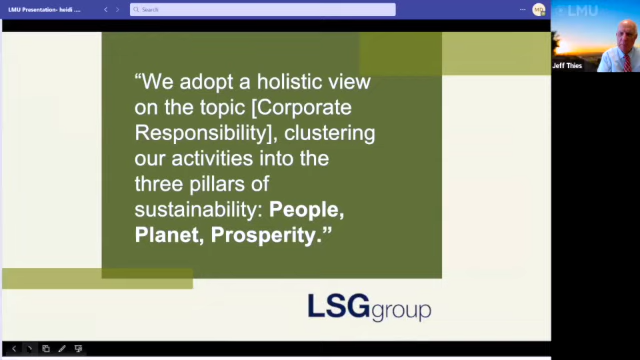 LMU Presentation- heidi ...
Search
MD
LMU
Jeff Thies
“We adopt a holistic view
on the topic [Corporate
Responsibility], clustering
our activities into the
three pillars of
sustainability: People,
Planet, Prosperity.”
LSGgroup